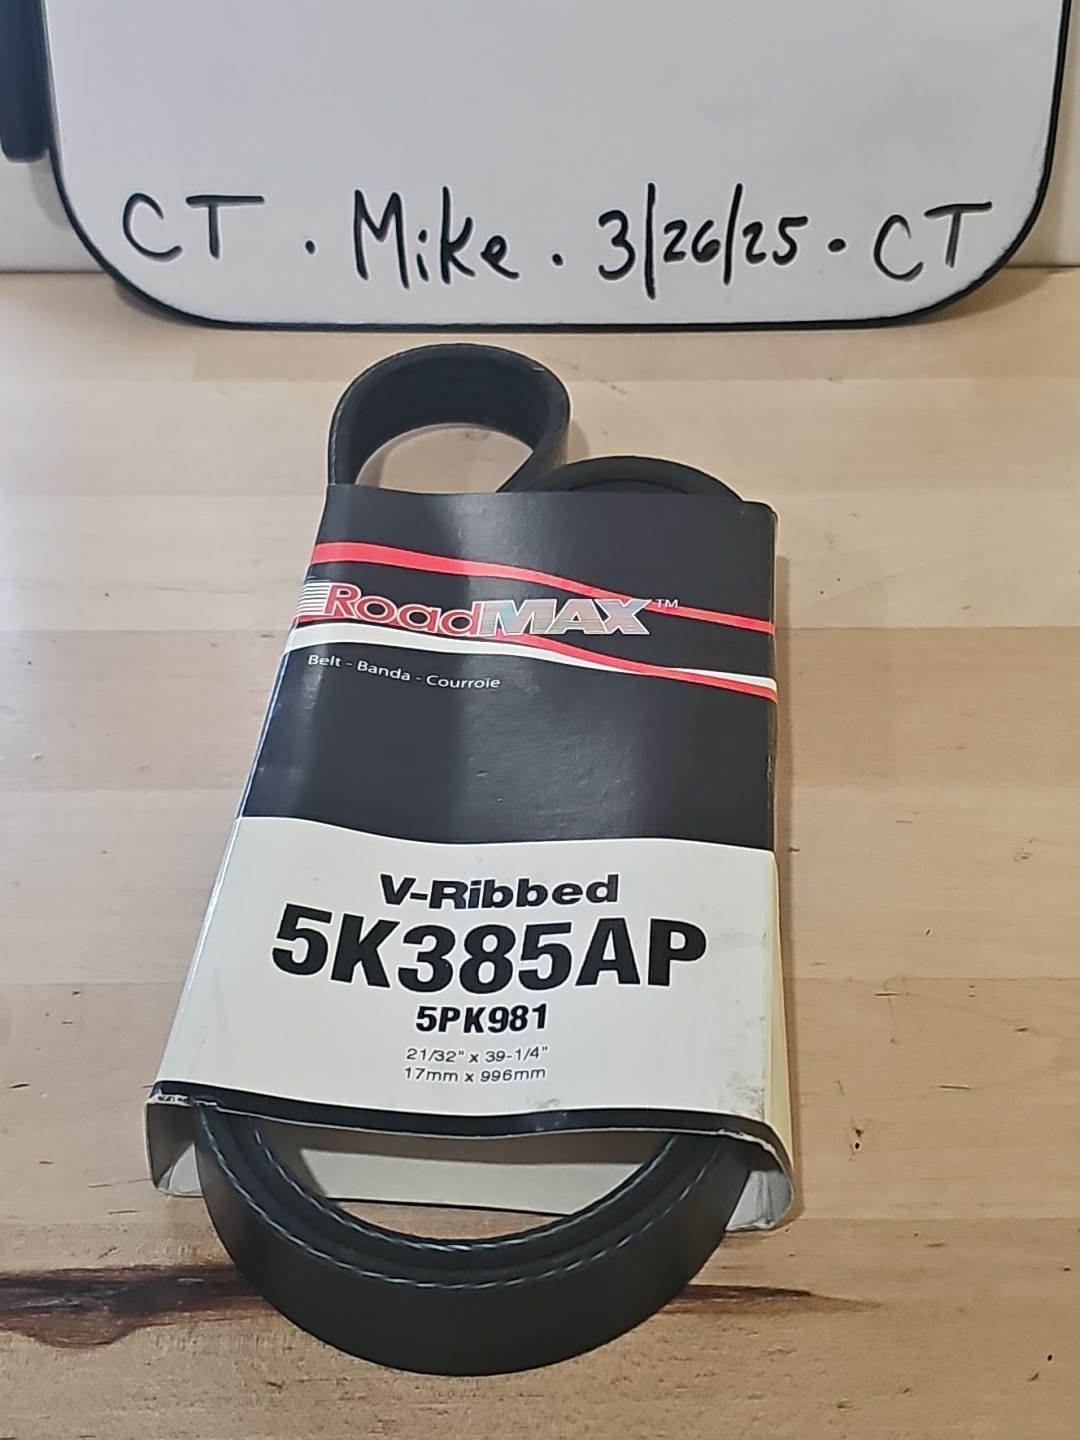 CT . Mike . 3/26/25 . CT
RoadMAX™
Belt - Banda - Courroie
V-Ribbed
5K385AP
5PK981
21/32" x 39-1/4"
17mm x 996mm